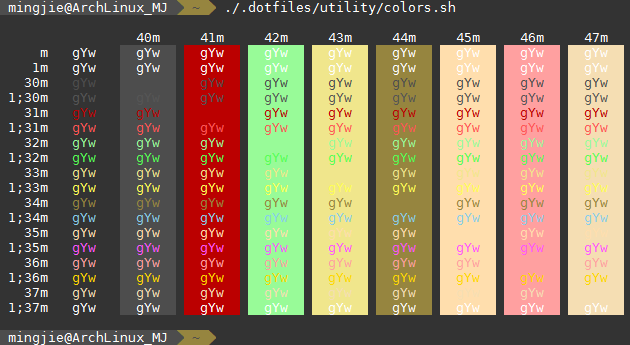 mingjie@ArchLinux_MJ ~ ./.dotfiles/utility/colors.sh
40m 41m 42m 43m 44m 45m 46m 47m
m gYw gYw gYw gYw gYw gYw gYw gYw gYw
1m gYw gYw gYw gYw gYw gYw gYw gYw gYw
30m gYw gYw gYw gYw gYw gYw gYw gYw
1;30m gYw gYw gYw gYw gYw gYw gYw gYw gYw
31m gYw gYw gYw gYw gYw gYw gYw gYw
1;31m gYw gYw gYw gYw gYw gYw gYw gYw gYw
32m gYw gYw gYw gYw gYw gYw gYw gYw
1;32m gYw gYw gYw gYw gYw gYw gYw gYw gYw
33m gYw gYw gYw gYw gYw gYw gYw gYw
1;33m gYw gYw gYw gYw gYw gYw gYw gYw gYw
34m gYw gYw gYw gYw gYw gYw gYw gYw
1;34m gYw gYw gYw gYw gYw gYw gYw gYw gYw
35m gYw gYw gYw gYw gYw gYw gYw gYw
1;35m gYw gYw gYw gYw gYw gYw gYw gYw gYw
36m gYw gYw gYw gYw gYw gYw gYw gYw
1;36m gYw gYw gYw gYw gYw gYw gYw gYw gYw
37m gYw gYw gYw gYw gYw gYw gYw gYw
1;37m gYw gYw gYw gYw gYw gYw gYw gYw gYw
mingjie@ArchLinux_MJ ~